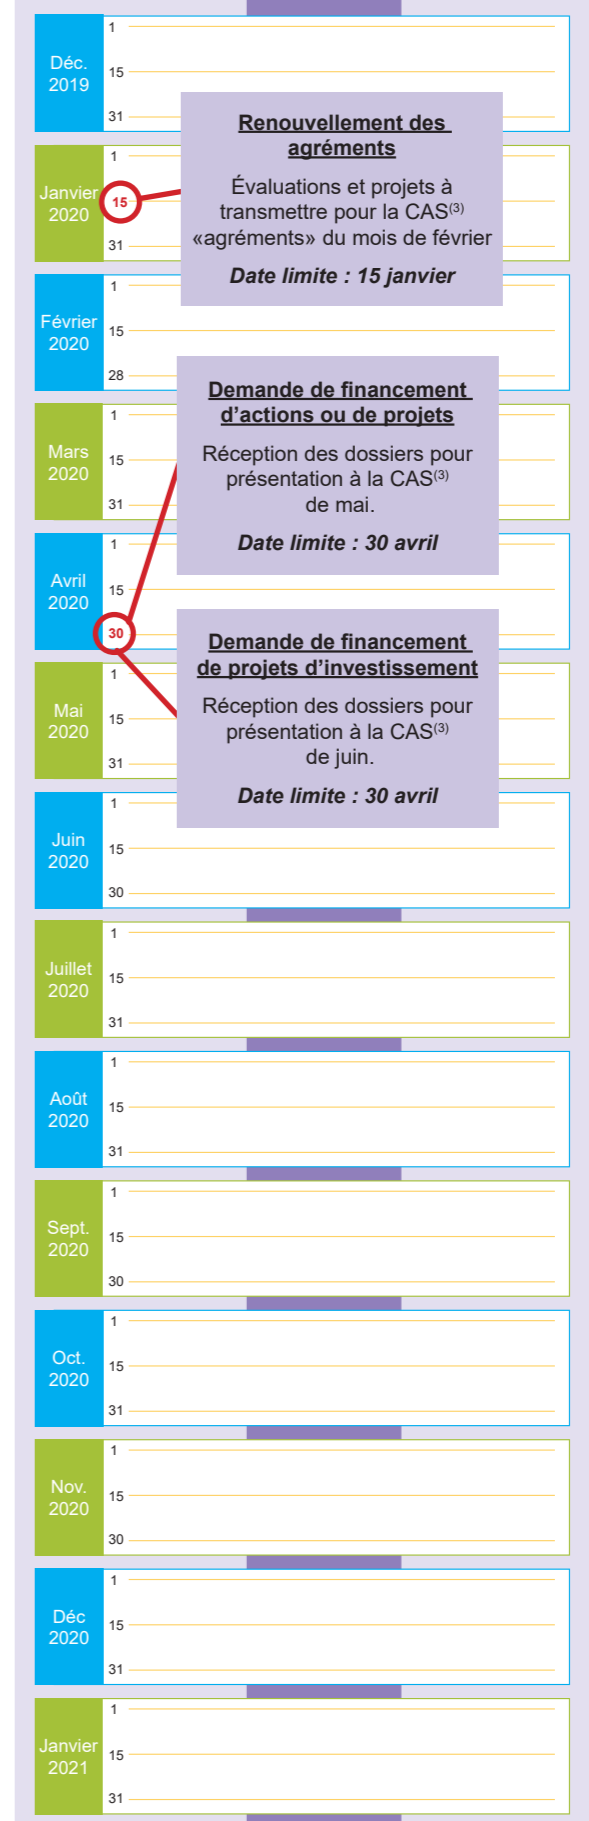 Déc.
2019
1
15
31
Renouvellement des
agréments
Évaluations et projets à
transmettre pour la CAS(3)
«agréments» du mois de février
Date limite : 15 janvier
Janvier
2020
1
15
31
Février
2020
1
15
28
Demande de financement
d’actions ou de projets
Réception des dossiers pour
présentation à la CAS(3)
de mai.
Date limite : 30 avril
Mars
2020
1
15
31
Avril
2020
1
15
30
Demande de financement
de projets d’investissement
Réception des dossiers pour
présentation à la CAS(3)
de juin.
Date limite : 30 avril
Mai
2020
1
15
31
Juin
2020
1
15
30
Juillet
2020
1
15
31
Août
2020
1
15
31
Sept.
2020
1
15
30
Oct.
2020
1
15
31
Nov.
2020
1
15
30
Déc
2020
1
15
31
Janvier
2021
1
15
31